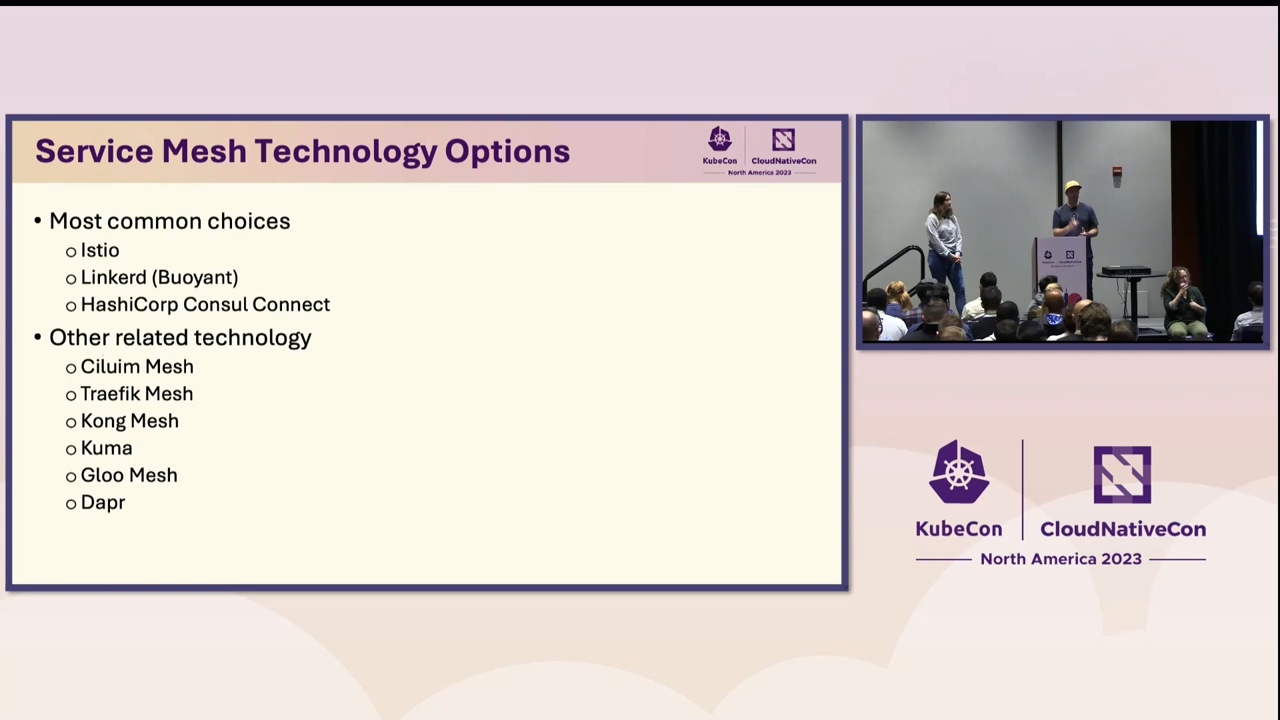 Service Mesh Technology Options
KubeCon
CloudNativeCon
North America 2023
• Most common choices
o Istio
o Linkerd (Buoyant)
o HashiCorp Consul Connect
• Other related technology
o Ciluim Mesh
o Traefik Mesh
o Kong Mesh
o Kuma
o Gloo Mesh
o Dapr
KubeCon
CloudNativeCon
North America 2023